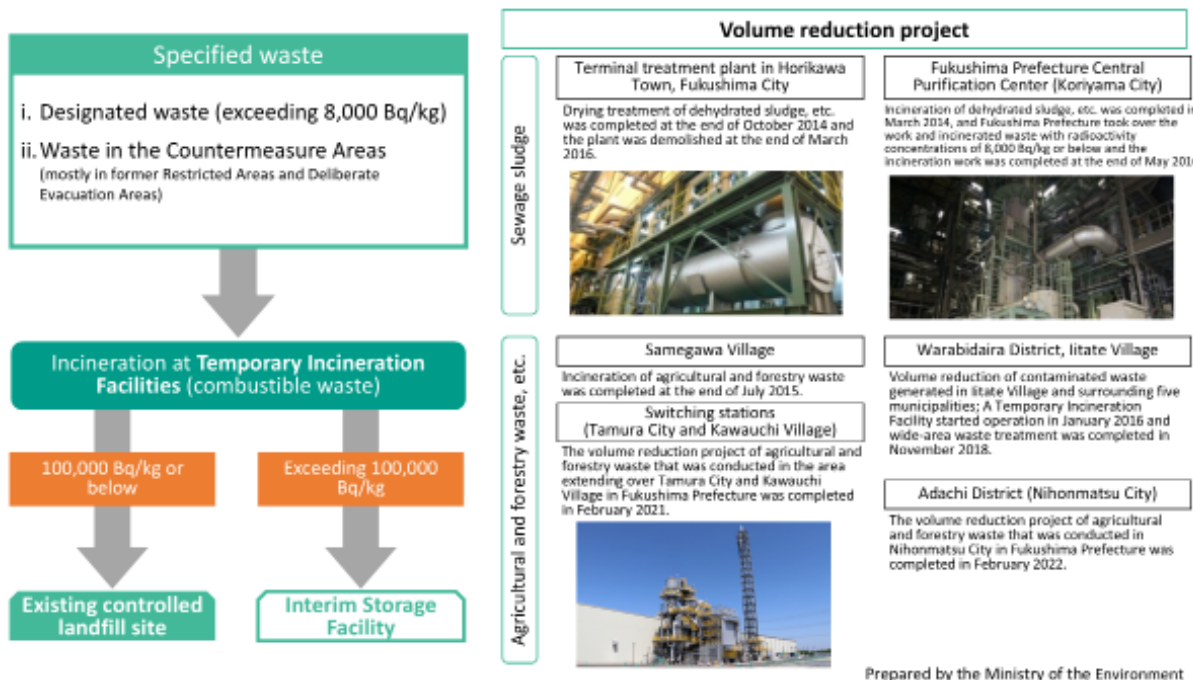 Specified waste
i. Designated waste (exceeding 8,000 Bq/kg)
ii. Waste in the Countermeasure Areas
(mostly in former Restricted Areas and Deliberate
Evacuation Areas)
Incineration at Temporary Incineration
Facilities (combustible waste)
100,000 Bq/kg or
below
Exceeding 100,000
Bq/kg
Existing controlled
landfill site
Interim Storage
Facility
Volume reduction project
Sewage sludge
Terminal treatment plant in Horikawa
Town, Fukushima City
Drying treatment of dehydrated sludge, etc.
was completed at the end of October 2014 and
the plant was demolished at the end of March
2016.
Fukushima Prefecture Central
Purification Center (Koriyama City)
Incineration of dehydrated sludge, etc. was completed in
March 2014, and Fukushima Prefecture took over the
work and incinerated waste with radioactivity
concentrations of 8,000 Bq/kg or below and the
incineration work was completed at the end of May
Agricultural and forestry waste, etc.
Samegawa Village
Incineration of agricultural and forestry waste
was completed at the end of July 2015.
Switching stations
(Tamura City and Kawauchi Village)
The volume reduction project of agricultural and
forestry waste that was conducted in the area
extending over Tamura City and Kawauchi
Village in Fukushima Prefecture was completed
in February 2021.
Warabidaira District, Iitate Village
Volume reduction of contaminated waste
generated in Iitate Village and surrounding five
municipalities; A Temporary Incineration
Facility started operation in January 2016 and
wide-area waste treatment was completed in
November 2018.
Adachi District (Nihonmatsu City)
The volume reduction project of agricultural
and forestry waste that was conducted in
Nihonmatsu City in Fukushima Prefecture was
completed in February 2022.
Prepared by the Ministry of the Environment